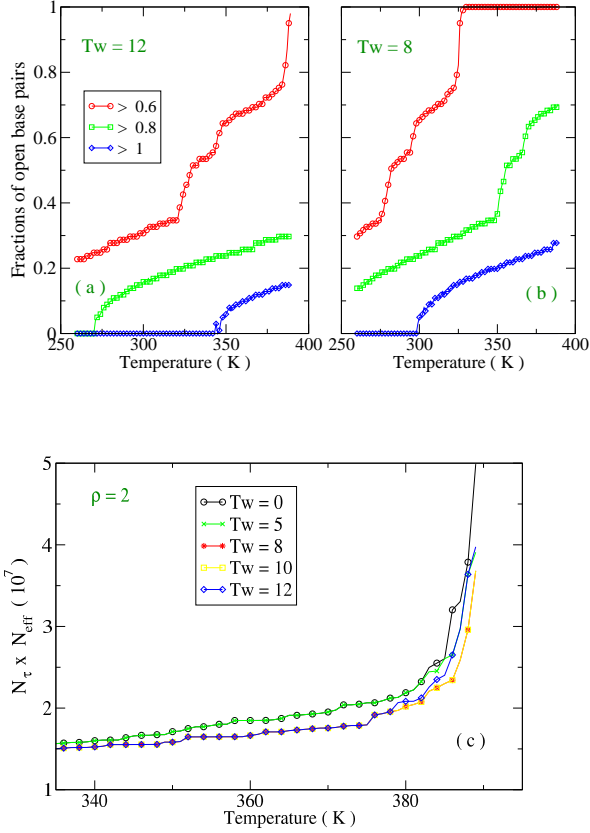 Tw = 12
Tw = 8
> 0.6
> 0.8
> 1
( a )
( b )
Fractions of open base pairs
1
0.8
0.6
0.4
0.2
0
250
300
350
400
250
300
350
400
Temperature ( K )
Temperature ( K )
ρ = 2
Tw = 0
Tw = 5
Tw = 8
Tw = 10
Tw = 12
( c )
N_τ x N_eff ( 10^7 )
5
4
3
2
1
340
360
380
Temperature ( K )